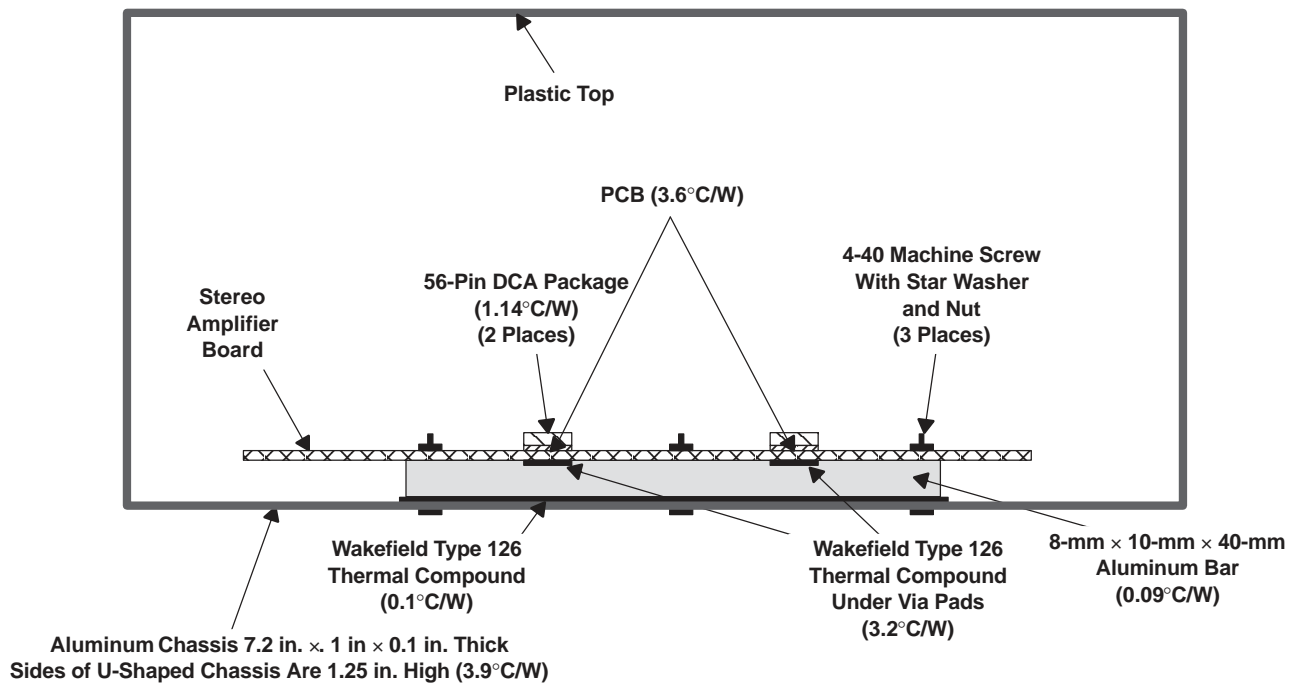 Plastic Top
PCB (3.6°C/W)
4-40 Machine Screw
With Star Washer
and Nut
(3 Places)
56-Pin DCA Package
(1.14°C/W)
(2 Places)
Stereo
Amplifier
Board
Wakefield Type 126
Thermal Compound
(0.1°C/W)
Wakefield Type 126
Thermal Compound
Under Via Pads
(3.2°C/W)
8-mm × 10-mm × 40-mm
Aluminum Bar
(0.09°C/W)
Aluminum Chassis 7.2 in. ×. 1 in × 0.1 in. Thick
Sides of U-Shaped Chassis Are 1.25 in. High (3.9°C/W)